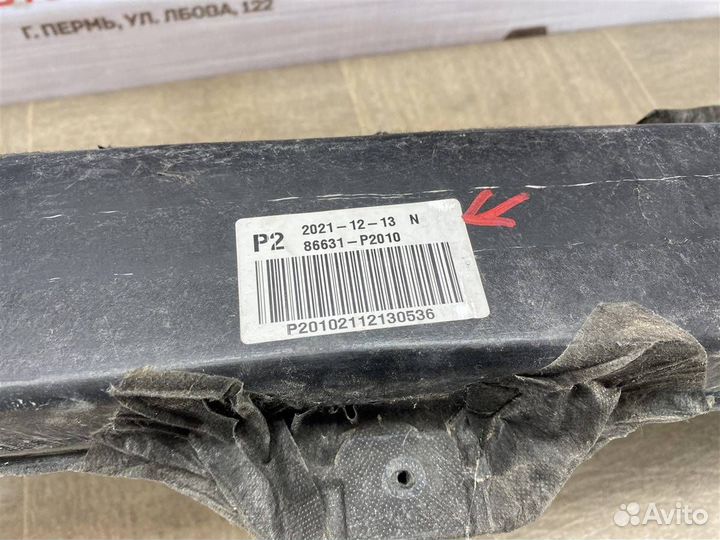 Г. ПЕРМЬ, УЛ. ЛБОВА, 122
P2 2021-12-13 N
86631-P2010
P20102112130536
Avito